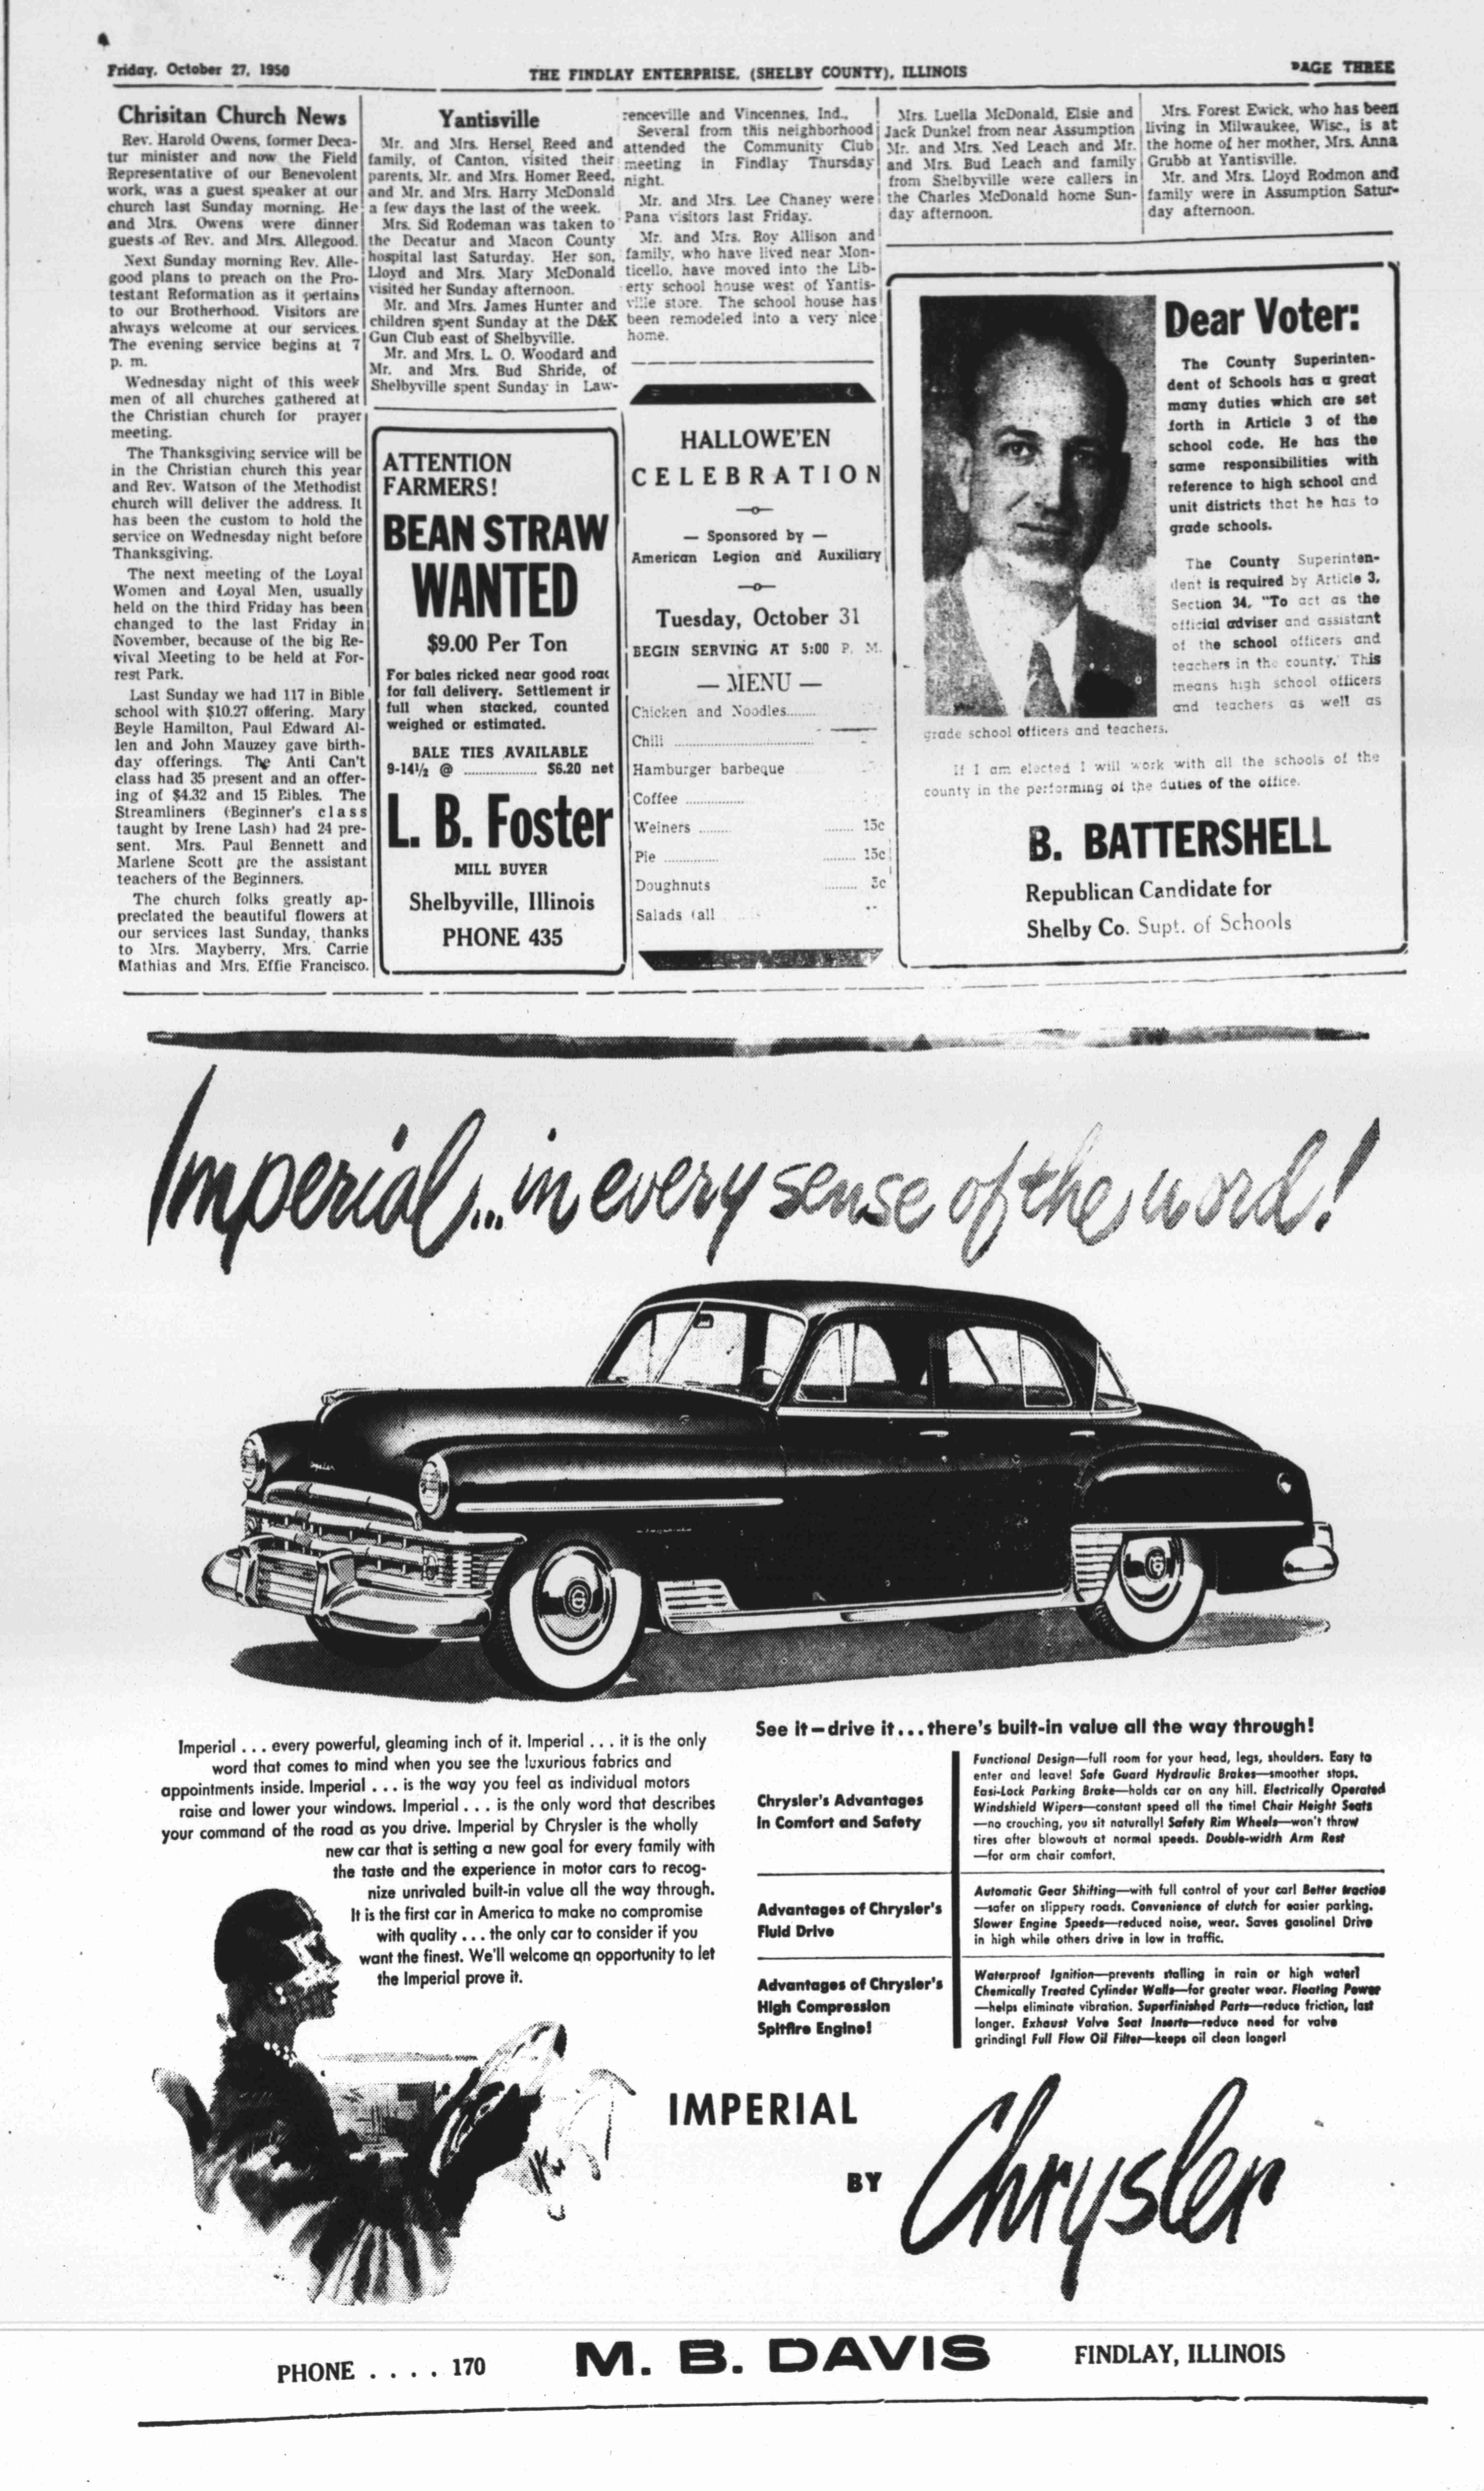 Friday, October 27, 1950
THE FINDLAY ENTERPRISE, (SHELBY COUNTY), ILLINOIS
PAGE THREE
Chrisitan Church News
Rev. Harold Owens, former Deca-
tur minister and now the Field
Representative of our Benevolent
work, was a guest speaker at our
church last Sunday morning. He
and Mrs. Owens were dinner
guests of Rev. and Mrs. Allegood.
Next Sunday morning Rev. Alle-
good plans to preach on the Pro-
testant Reformation as it pertains
to our Brotherhood. Visitors are
always welcome at our services.
The evening service begins at 7
p. m.
Wednesday night of this week
men of all churches gathered at
the Christian church for prayer
meeting.
The Thanksgiving service will be
in the Christian church this year
and Rev. Watson of the Methodist
church will deliver the address. It
has been the custom to hold the
service on Wednesday night before
Thanksgiving.
The next meeting of the Loyal
Women and Loyal Men, usually
held on the third Friday has been
changed to the last Friday in
November, because of the big Re-
vival Meeting to be held at For-
rest Park.
Last Sunday we had 117 in Bible
school with $10.27 offering. Mary
Beyle Hamilton, Paul Edward Al-
len and John Mauzey gave birth-
day offerings. The Anti Can't
class had 35 present and an offer-
ing of $4.32 and 15 Bibles. The
Streamliners (Beginner's class
taught by Irene Lash) had 24 pre-
sent. Mrs. Paul Bennett and
Marlene Scott are the assistant
teachers of the Beginners.
The church folks greatly ap-
preciated the beautiful flowers at
our services last Sunday, thanks
to Mrs. Mayberry, Mrs. Carrie
Mathias and Mrs. Effie Francisco.
Yantisville
Mr. and Mrs. Hersel Reed and
family, of Canton, visited their
parents, Mr. and Mrs. Homer Reed,
and Mr. and Mrs. Harry McDonald
a few days the last of the week.
Mrs. Sid Rodeman was taken to
the Decatur and Macon County
hospital last Saturday. Her son,
Lloyd and Mrs. Mary McDonald
visited her Sunday afternoon.
Mr. and Mrs. James Hunter and
children spent Sunday at the D&K
Gun Club east of Shelbyville.
Mr. and Mrs. L. O. Woodard and
Mr. and Mrs. Bud Shride, of
Shelbyville spent Sunday in Law-
renceville and Vincennes, Ind.,
Several from this neighborhood
attended the Community Club
meeting in Findlay Thursday
night.
Mr. and Mrs. Lee Chaney were
Pana visitors last Friday.
Mr. and Mrs. Roy Allison and
family, who have lived near Mon-
ticello, have moved into the Lib-
erty school house west of Yantis-
ville store. The school house has
been remodeled into a very nice
home.
Mrs. Luella McDonald, Elsie and
Jack Dunkel from near Assumption
Mr. and Mrs. Ned Leach and Mr.
and Mrs. Bud Leach and family
from Shelbyville were callers in
the Charles McDonald home Sun-
day afternoon.
Mrs. Forest Ewick, who has been
living in Milwaukee, Wisc., is at
the home of her mother, Mrs. Anna
Grubb at Yantisville.
Mr. and Mrs. Lloyd Rodmon and
family were in Assumption Satur-
day afternoon.
ATTENTION
FARMERS!
BEAN STRAW
WANTED
$9.00 Per Ton
For bales ricked near good roac
for fall delivery. Settlement ir
full when stacked, counted
weighed or estimated.
BALE TIES AVAILABLE
9-14½ @ .................. $6.20 net
L. B. Foster
MILL BUYER
Shelbyville, Illinois
PHONE 435
HALLOWE'EN
CELEBRATION
— Sponsored by —
American Legion and Auxiliary
Tuesday, October 31
BEGIN SERVING AT 5:00 P. M.
— MENU —
Chicken and Noodles........
Chili ..................................
Hamburger barbeque
Coffee ...............
Weiners ........ ....... 15c
Pie .............. ........ 15c
Doughnuts ........ 3c
Salads (all
Dear Voter:
The County Superinten-
dent of Schools has a great
many duties which are set
forth in Article 3 of the
school code. He has the
same responsibilities with
reference to high school and
unit districts that he has to
grade schools.
The County Superinten-
dent is required by Article 3,
Section 34, "To act as the
official adviser and assistant
of the school officers and
teachers in the county." This
means high school officers
and teachers as well as
grade school officers and teachers.
If I am elected I will work with all the schools of the
county in the performing of the duties of the office.
B. BATTERSHELL
Republican Candidate for
Shelby Co. Supt. of Schools
Imperial... in every sense of the word!
Imperial ... every powerful, gleaming inch of it. Imperial ... it is the only
word that comes to mind when you see the luxurious fabrics and
appointments inside. Imperial ... is the way you feel as individual motors
raise and lower your windows. Imperial ... is the only word that describes
your command of the road as you drive. Imperial by Chrysler is the wholly
new car that is setting a new goal for every family with
the taste and the experience in motor cars to recog-
nize unrivaled built-in value all the way through.
It is the first car in America to make no compromise
with quality ... the only car to consider if you
want the finest. We'll welcome an opportunity to let
the Imperial prove it.
See it—drive it...there's built-in value all the way through!
Chrysler's Advantages
In Comfort and Safety
Functional Design—full room for your head, legs, shoulders. Easy to
enter and leave! Safe Guard Hydraulic Brakes—smoother stops.
Easi-Lock Parking Brake—holds car on any hill. Electrically Operated
Windshield Wipers—constant speed all the time! Chair Height Seats
—no crouching, you sit naturally! Safety Rim Wheels—won't throw
tires after blowouts at normal speeds. Double-width Arm Rest
—for arm chair comfort.
Advantages of Chrysler's
Fluid Drive
Automatic Gear Shifting—with full control of your car! Better traction
—safer on slippery roads. Convenience of clutch for easier parking.
Slower Engine Speeds—reduced noise, wear. Saves gasoline! Drive
in high while others drive in low in traffic.
Advantages of Chrysler's
High Compression
Spitfire Engine!
Waterproof Ignition—prevents stalling in rain or high water!
Chemically Treated Cylinder Walls—for greater wear. Floating Power
—helps eliminate vibration. Superfinished Parts—reduce friction, last
longer. Exhaust Valve Seat Inserts—reduce need for valve
grinding! Full Flow Oil Filter—keeps oil clean longer!
IMPERIAL
BY
Chrysler
PHONE .... 170
M. B. DAVIS
FINDLAY, ILLINOIS